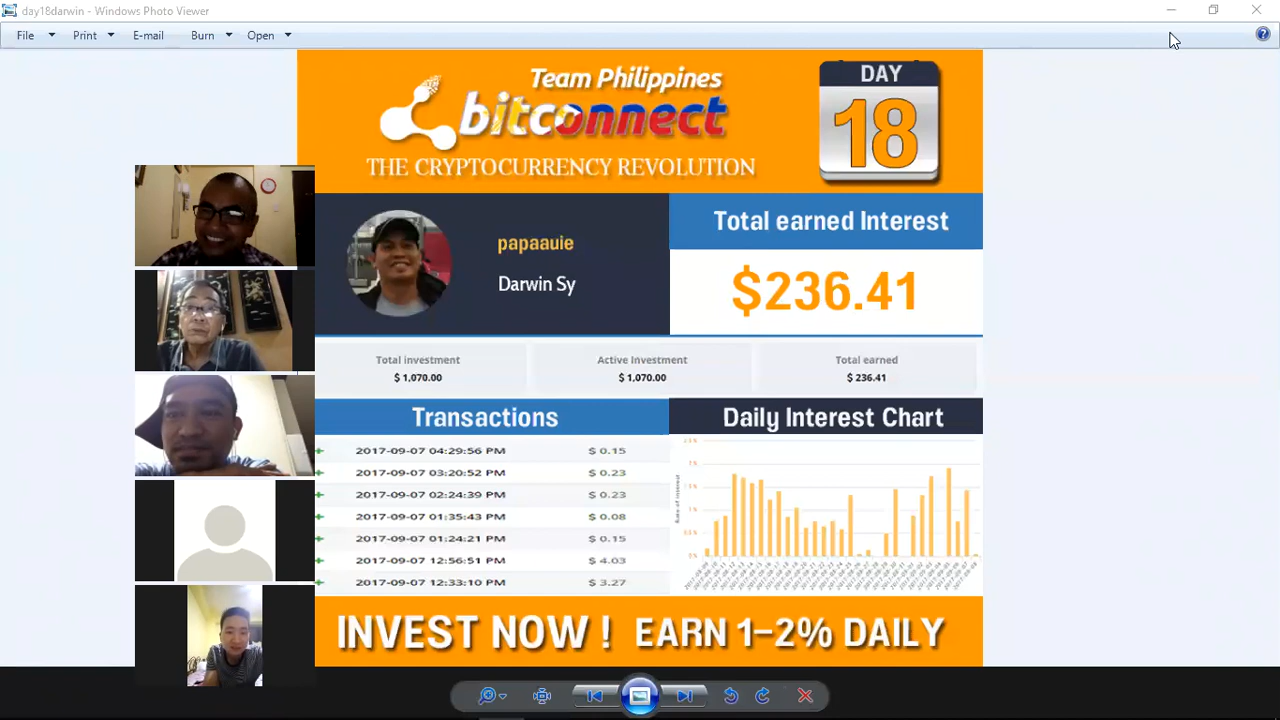 day18darwin - Windows Photo Viewer
File Print E-mail Burn Open
Team Philippines
bitconnect
THE CRYPTOCURRENCY REVOLUTION
DAY
18
papaauie
Darwin Sy
Total earned Interest
$236.41
Total investment Active Investment Total earned
$ 1,070.00 $ 1,070.00 $ 236.41
Transactions
2017-09-07 04:29:56 PM $ 0.15
2017-09-07 03:20:52 PM $ 0.23
2017-09-07 02:24:39 PM $ 0.23
2017-09-07 01:35:43 PM $ 0.08
2017-09-07 01:24:21 PM $ 0.15
2017-09-07 12:56:51 PM $ 4.03
2017-09-07 12:33:10 PM $ 3.27
Daily Interest Chart
INVEST NOW ! EARN 1-2% DAILY